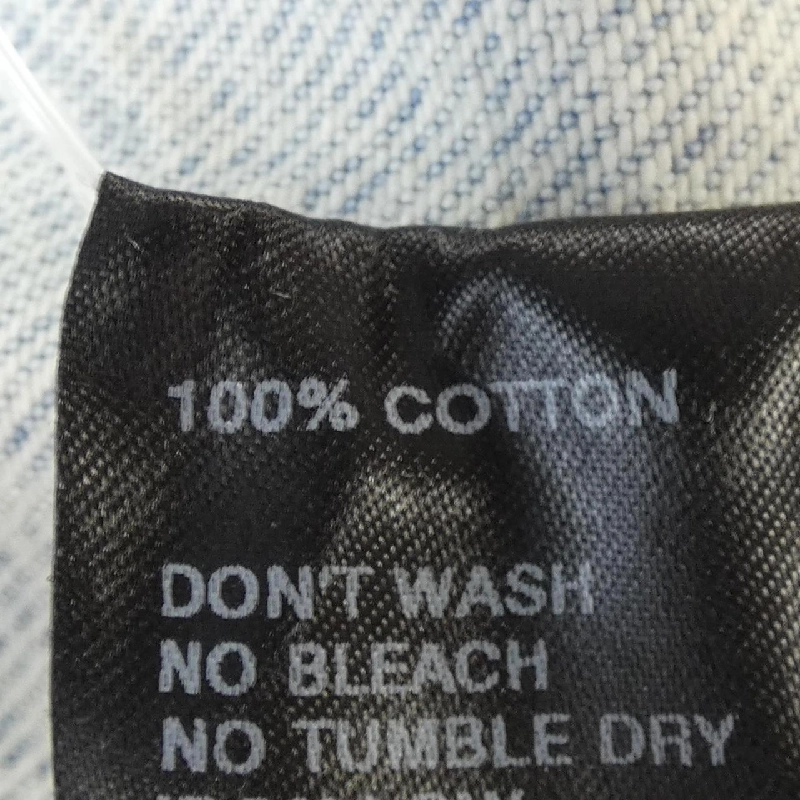 100% COTTON
DON'T WASH
NO BLEACH
NO TUMBLE DRY